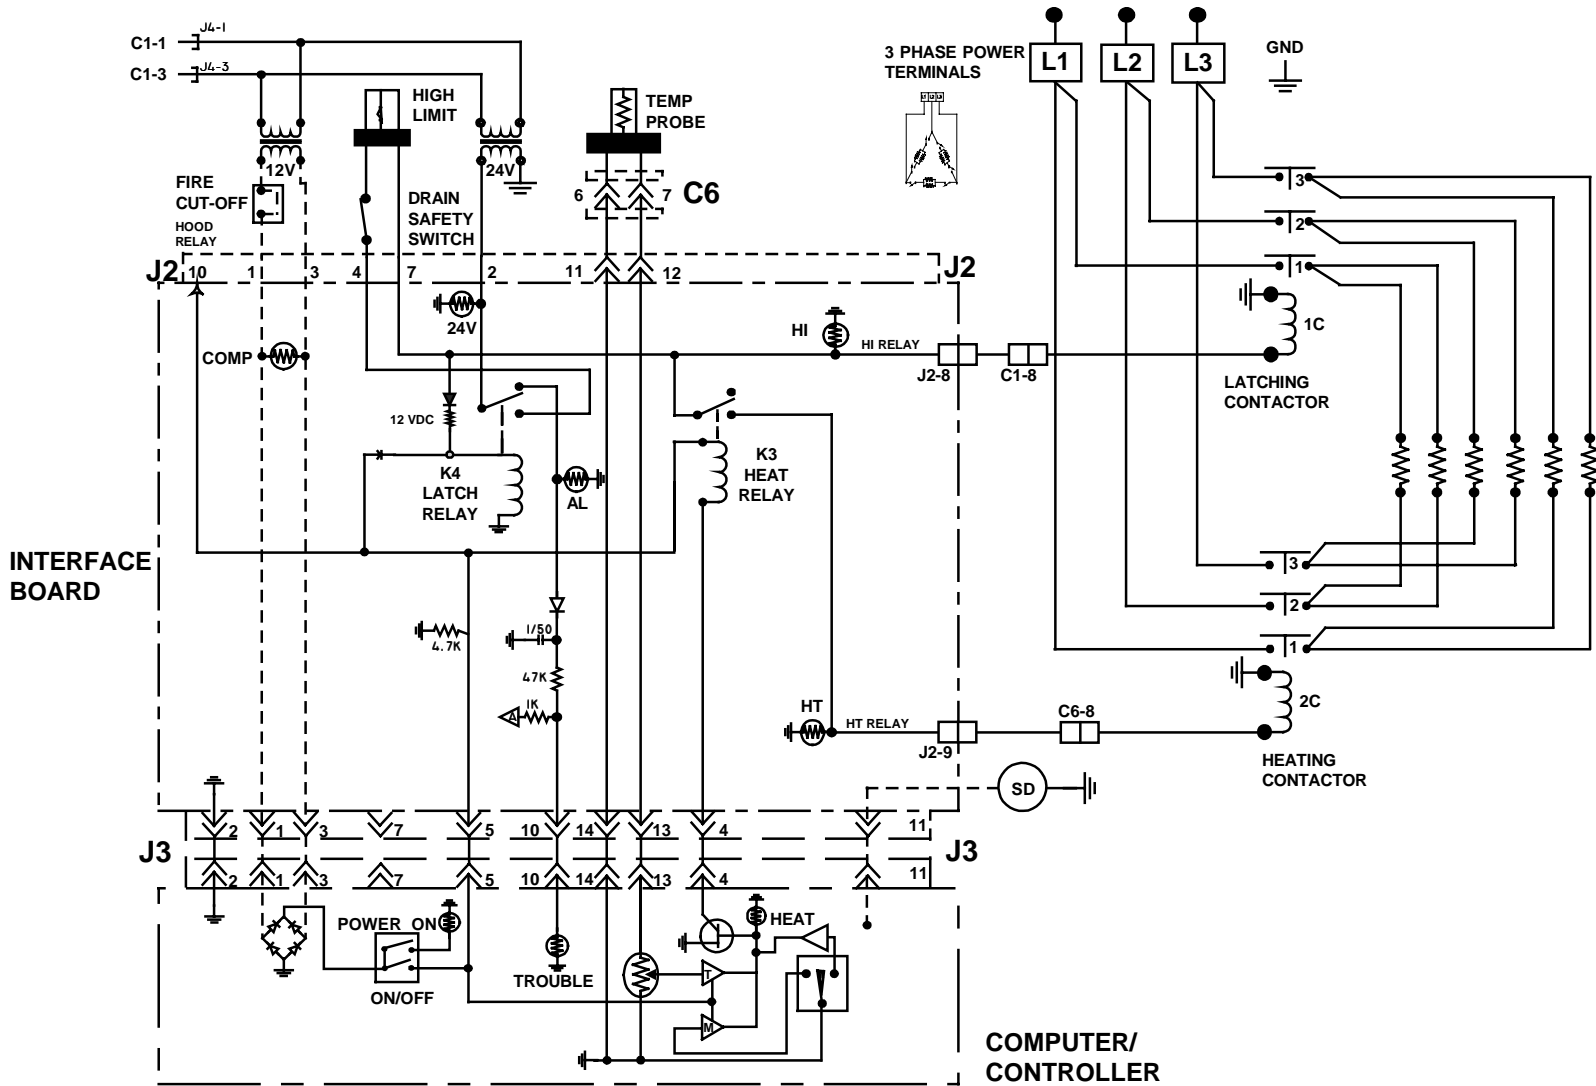 C1-1
J4-1
C1-3
J4-3
HIGH
LIMIT
TEMP
PROBE
3 PHASE POWER
TERMINALS
L1
L2
L3
GND
12V
24V
FIRE
CUT-OFF
HOOD
RELAY
DRAIN
SAFETY
SWITCH
6
7
C6
3
2
1
J2
10
1
3
4
7
2
11
12
J2
24V
COMP
HI
HI RELAY
J2-8
C1-8
1C
LATCHING
CONTACTOR
12 VDC
K4
LATCH
RELAY
AL
K3
HEAT
RELAY
INTERFACE
BOARD
4.7K
1/50
47K
1K
A
HT
HT RELAY
J2-9
C6-8
3
2
1
2C
HEATING
CONTACTOR
SD
J3
2
1
3
7
5
10
14
13
4
11
J3
2
1
3
7
5
10
14
13
4
11
POWER ON
ON/OFF
TROUBLE
HEAT
T
M
COMPUTER/
CONTROLLER